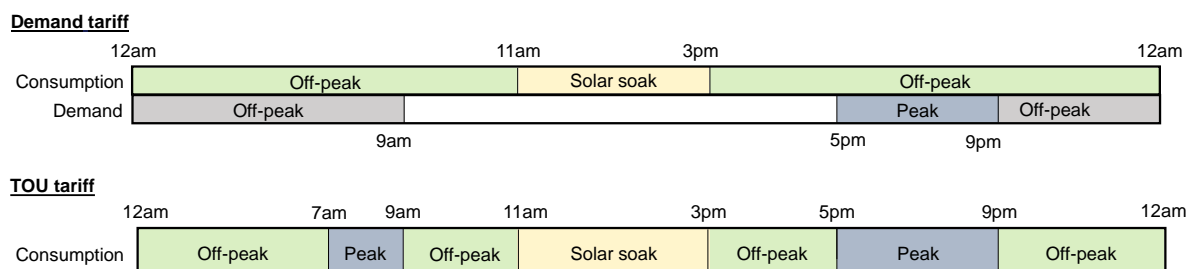 Demand tariff
12am 11am 3pm 12am
Consumption Off-peak Solar soak Off-peak
Demand Off-peak Peak Off-peak
9am 5pm 9pm
TOU tariff
12am 7am 9am 11am 3pm 5pm 9pm 12am
Consumption Off-peak Peak Off-peak Solar soak Off-peak Peak Off-peak